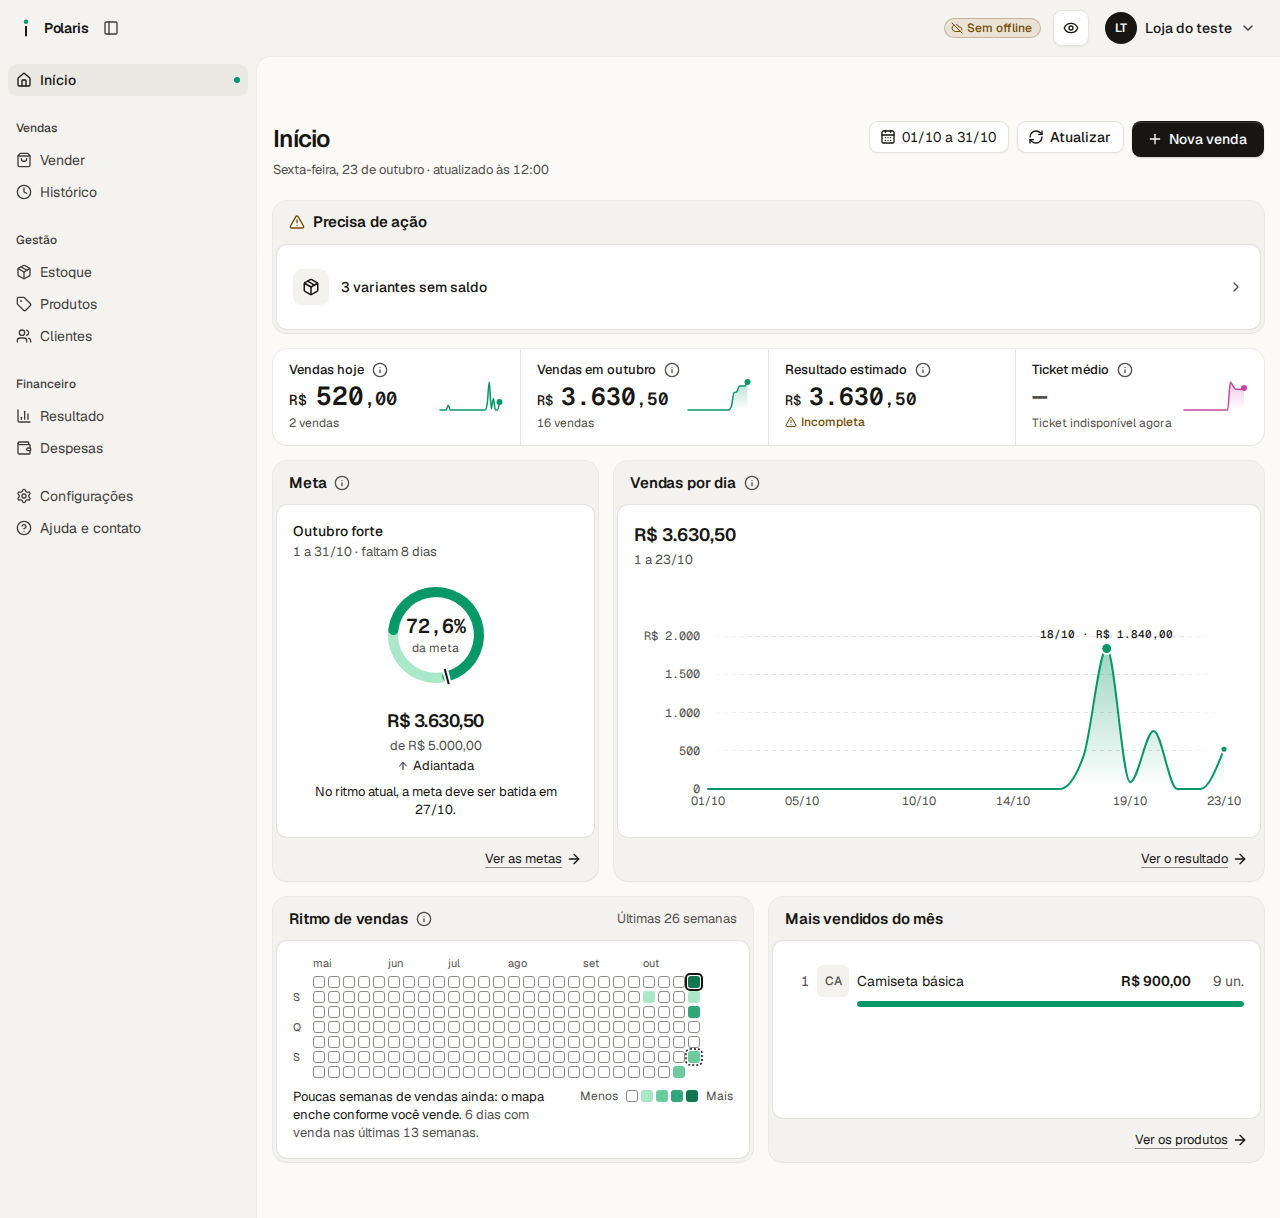 Polaris
Sem offline
LT
Loja do teste
Início
Vendas
Vender
Histórico
Gestão
Estoque
Produtos
Clientes
Financeiro
Resultado
Despesas
Configurações
Ajuda e contato
Início
Sexta-feira, 23 de outubro · atualizado às 12:00
01/10 a 31/10
Atualizar
Nova venda
Precisa de ação
3 variantes sem saldo
Vendas hoje
R$ 520,00
2 vendas
Vendas em outubro
R$ 3.630,50
16 vendas
Resultado estimado
R$ 3.630,50
Incompleta
Ticket médio
—
Ticket indisponível agora
Meta
Outubro forte
1 a 31/10 · faltam 8 dias
72,6%
da meta
R$ 3.630,50
de R$ 5.000,00
Adiantada
No ritmo atual, a meta deve ser batida em
27/10.
Ver as metas
Vendas por dia
R$ 3.630,50
1 a 23/10
18/10 · R$ 1.840,00
R$ 2.000
1.500
1.000
500
0
01/10 05/10 10/10 14/10 19/10 23/10
Ver o resultado
Ritmo de vendas
Últimas 26 semanas
mai jun jul ago set out
S
Q
S
Poucas semanas de vendas ainda: o mapa
enche conforme você vende. 6 dias com
venda nas últimas 13 semanas.
Menos
Mais
Mais vendidos do mês
1 CA Camiseta básica R$ 900,00 9 un.
Ver os produtos